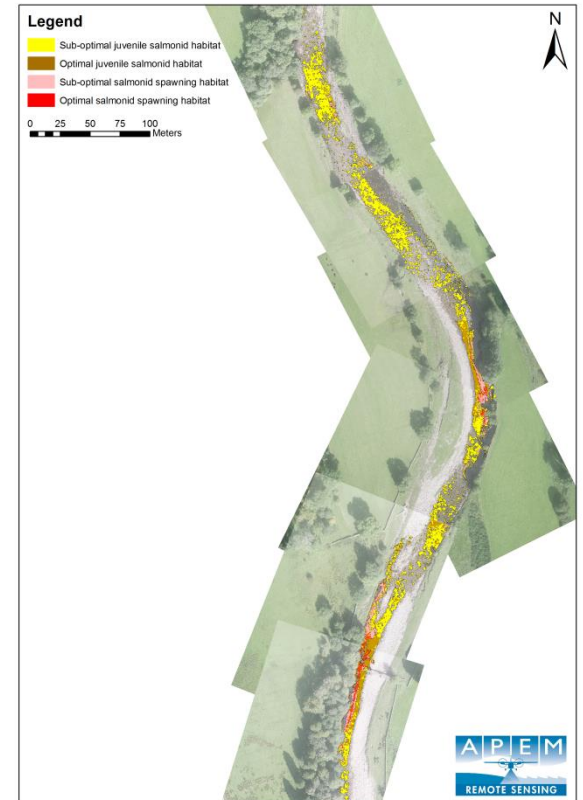 Legend
Sub-optimal juvenile salmonid habitat
Optimal juvenile salmonid habitat
Sub-optimal salmonid spawning habitat
Optimal salmonid spawning habitat
0 25 50 75 100
Meters
N
APEM
REMOTE SENSING